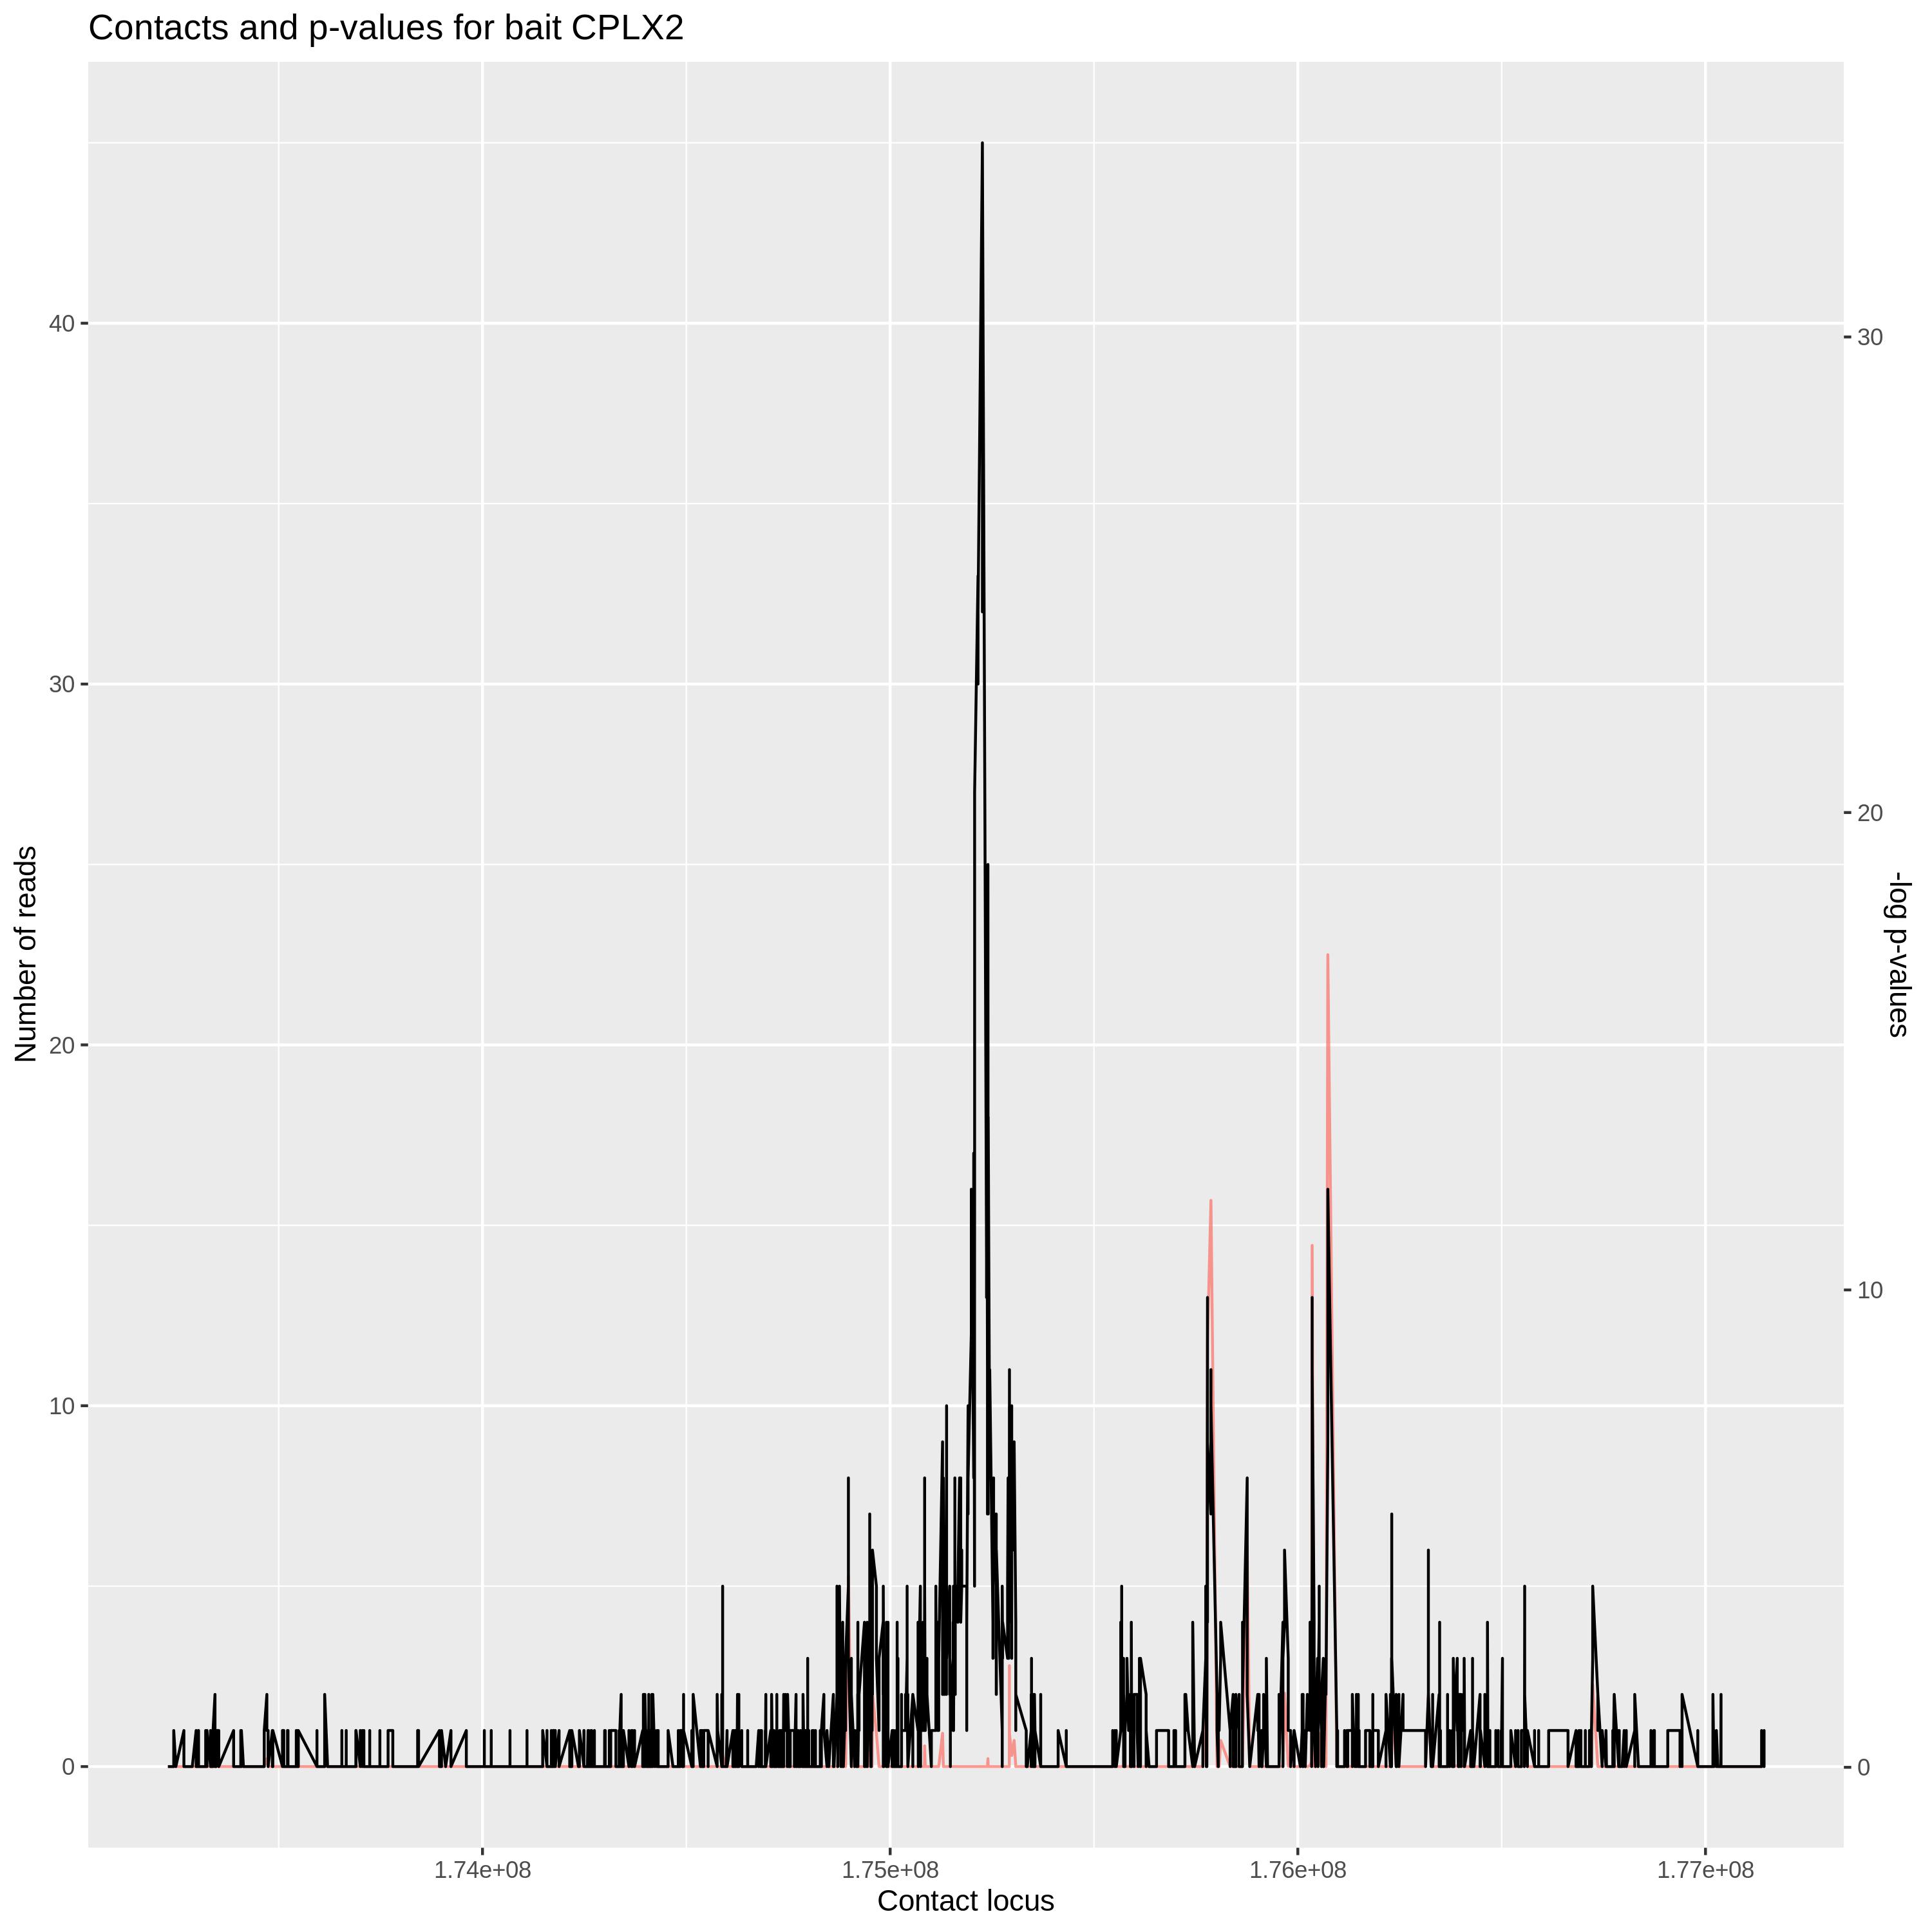 Contacts and p-values for bait CPLX2
Number of reads
40
30
20
10
0
30
20
10
0
-log p-values
1.74e+08 1.75e+08 1.76e+08 1.77e+08
Contact locus